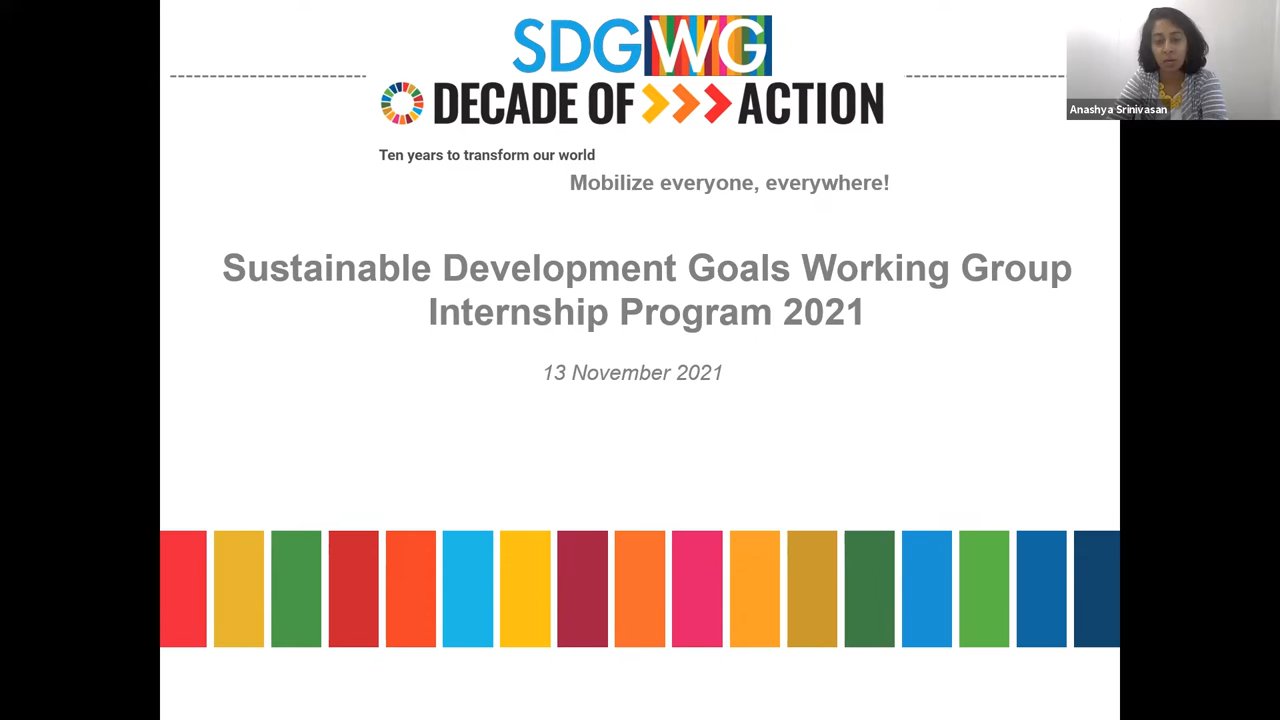 SDGWG
DECADE OF >>> ACTION
Ten years to transform our world
Mobilize everyone, everywhere!
Sustainable Development Goals Working Group
Internship Program 2021
13 November 2021
Anashya Srinivasan